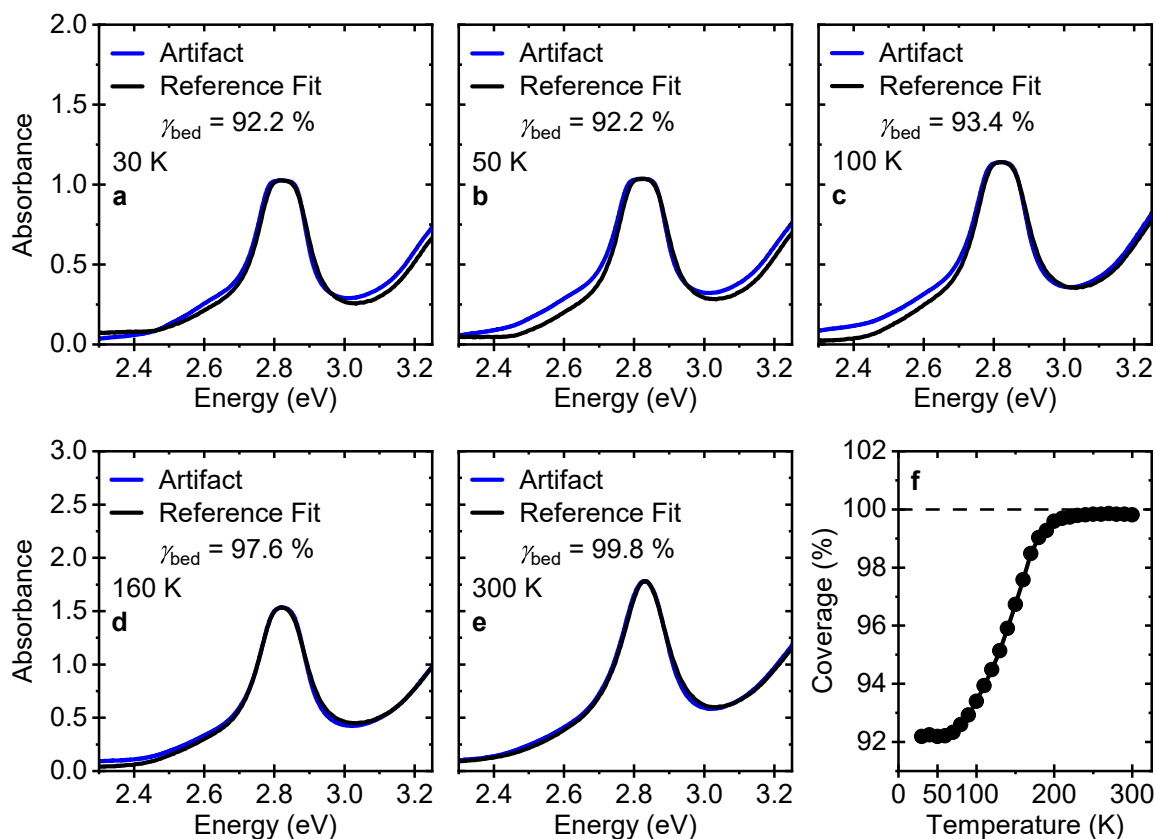 2.0
1.5
1.0
0.5
0.0
Absorbance
Artifact
Reference Fit
γbed = 92.2 %
30 K
a
2.4 2.6 2.8 3.0 3.2
Energy (eV)
Artifact
Reference Fit
γbed = 92.2 %
50 K
b
2.4 2.6 2.8 3.0 3.2
Energy (eV)
Artifact
Reference Fit
γbed = 93.4 %
100 K
c
2.4 2.6 2.8 3.0 3.2
Energy (eV)
3.0
2.5
2.0
1.5
1.0
0.5
0.0
Absorbance
Artifact
Reference Fit
γbed = 97.6 %
160 K
d
2.4 2.6 2.8 3.0 3.2
Energy (eV)
Artifact
Reference Fit
γbed = 99.8 %
300 K
e
2.4 2.6 2.8 3.0 3.2
Energy (eV)
102
100
98
96
94
92
Coverage (%)
f
0 50 100 200 300
Temperature (K)